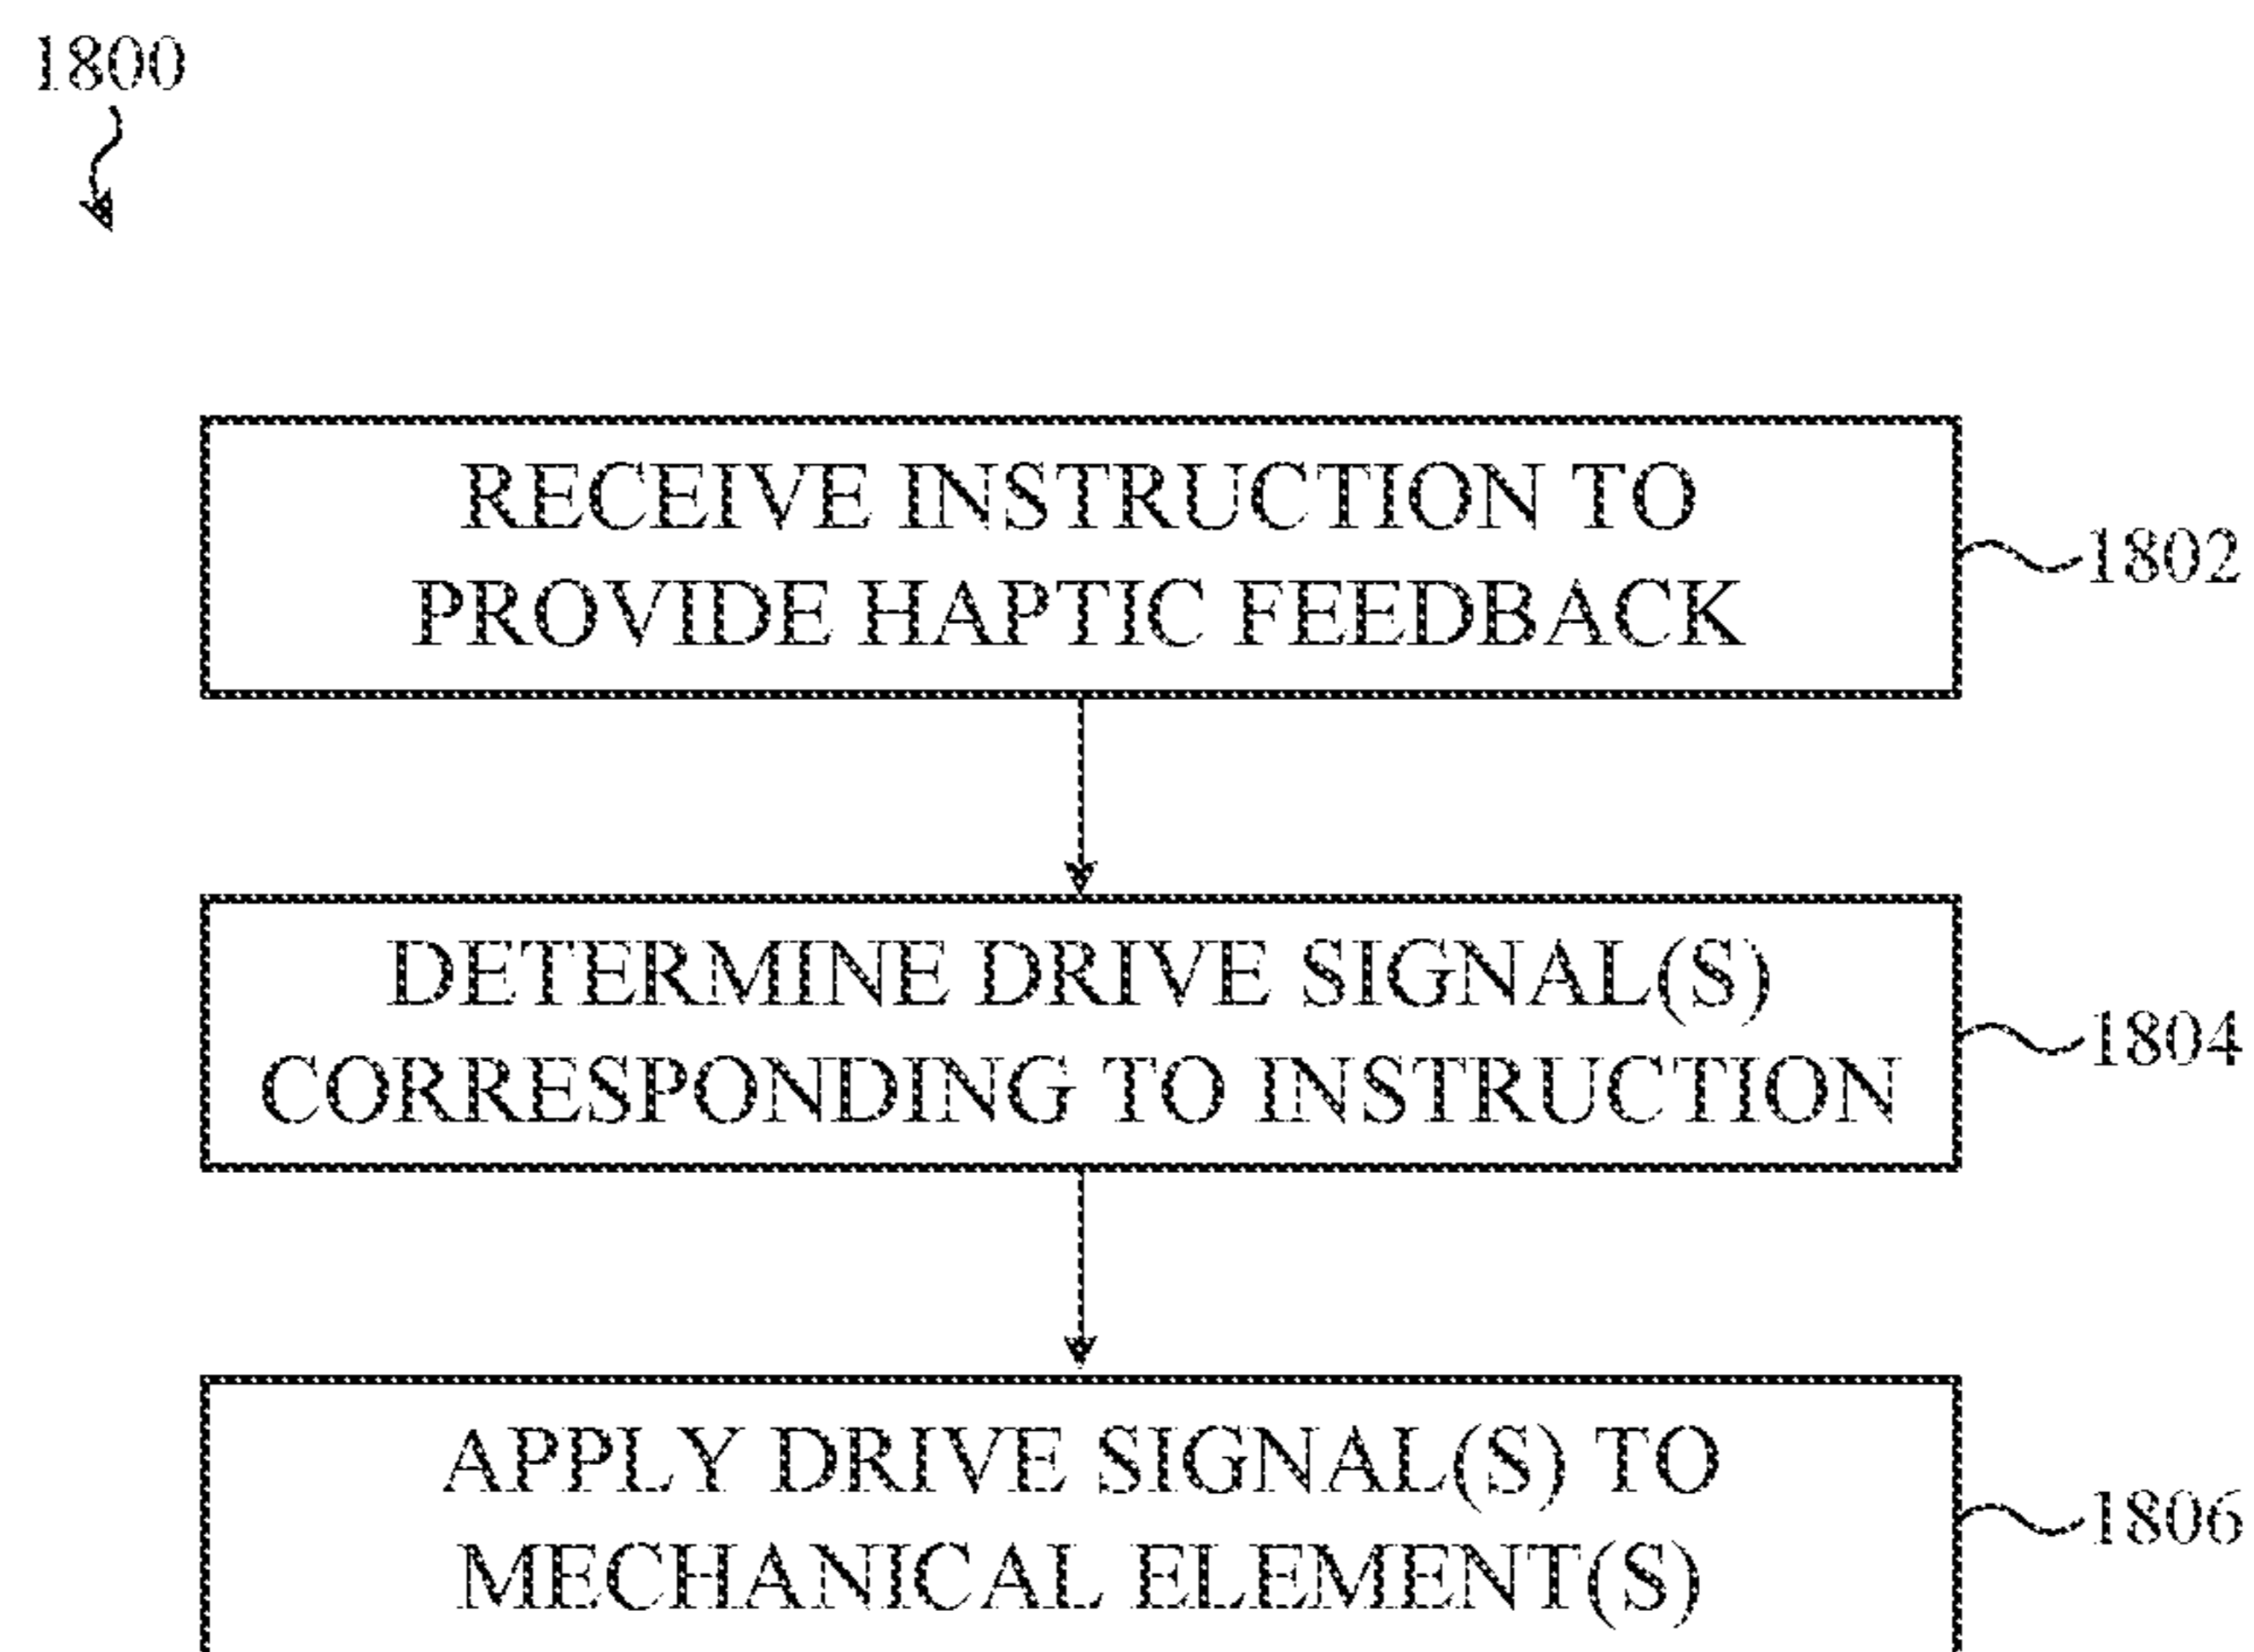 1800
RECEIVE INSTRUCTION TO
PROVIDE HAPTIC FEEDBACK
1802
DETERMINE DRIVE SIGNAL(S)
CORRESPONDING TO INSTRUCTION
1804
APPLY DRIVE SIGNAL(S) TO
MECHANICAL ELEMENT(S)
1806